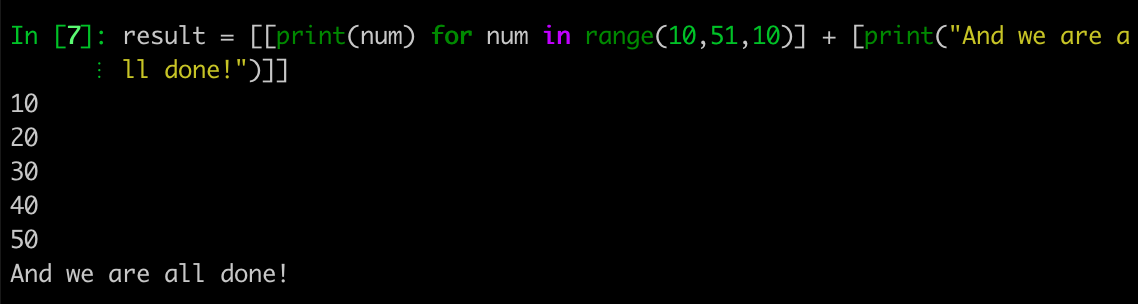 In [7]: result = [[print(num) for num in range(10,51,10)] + [print("And we are a
⋮ ll done!")]]
10
20
30
40
50
And we are all done!